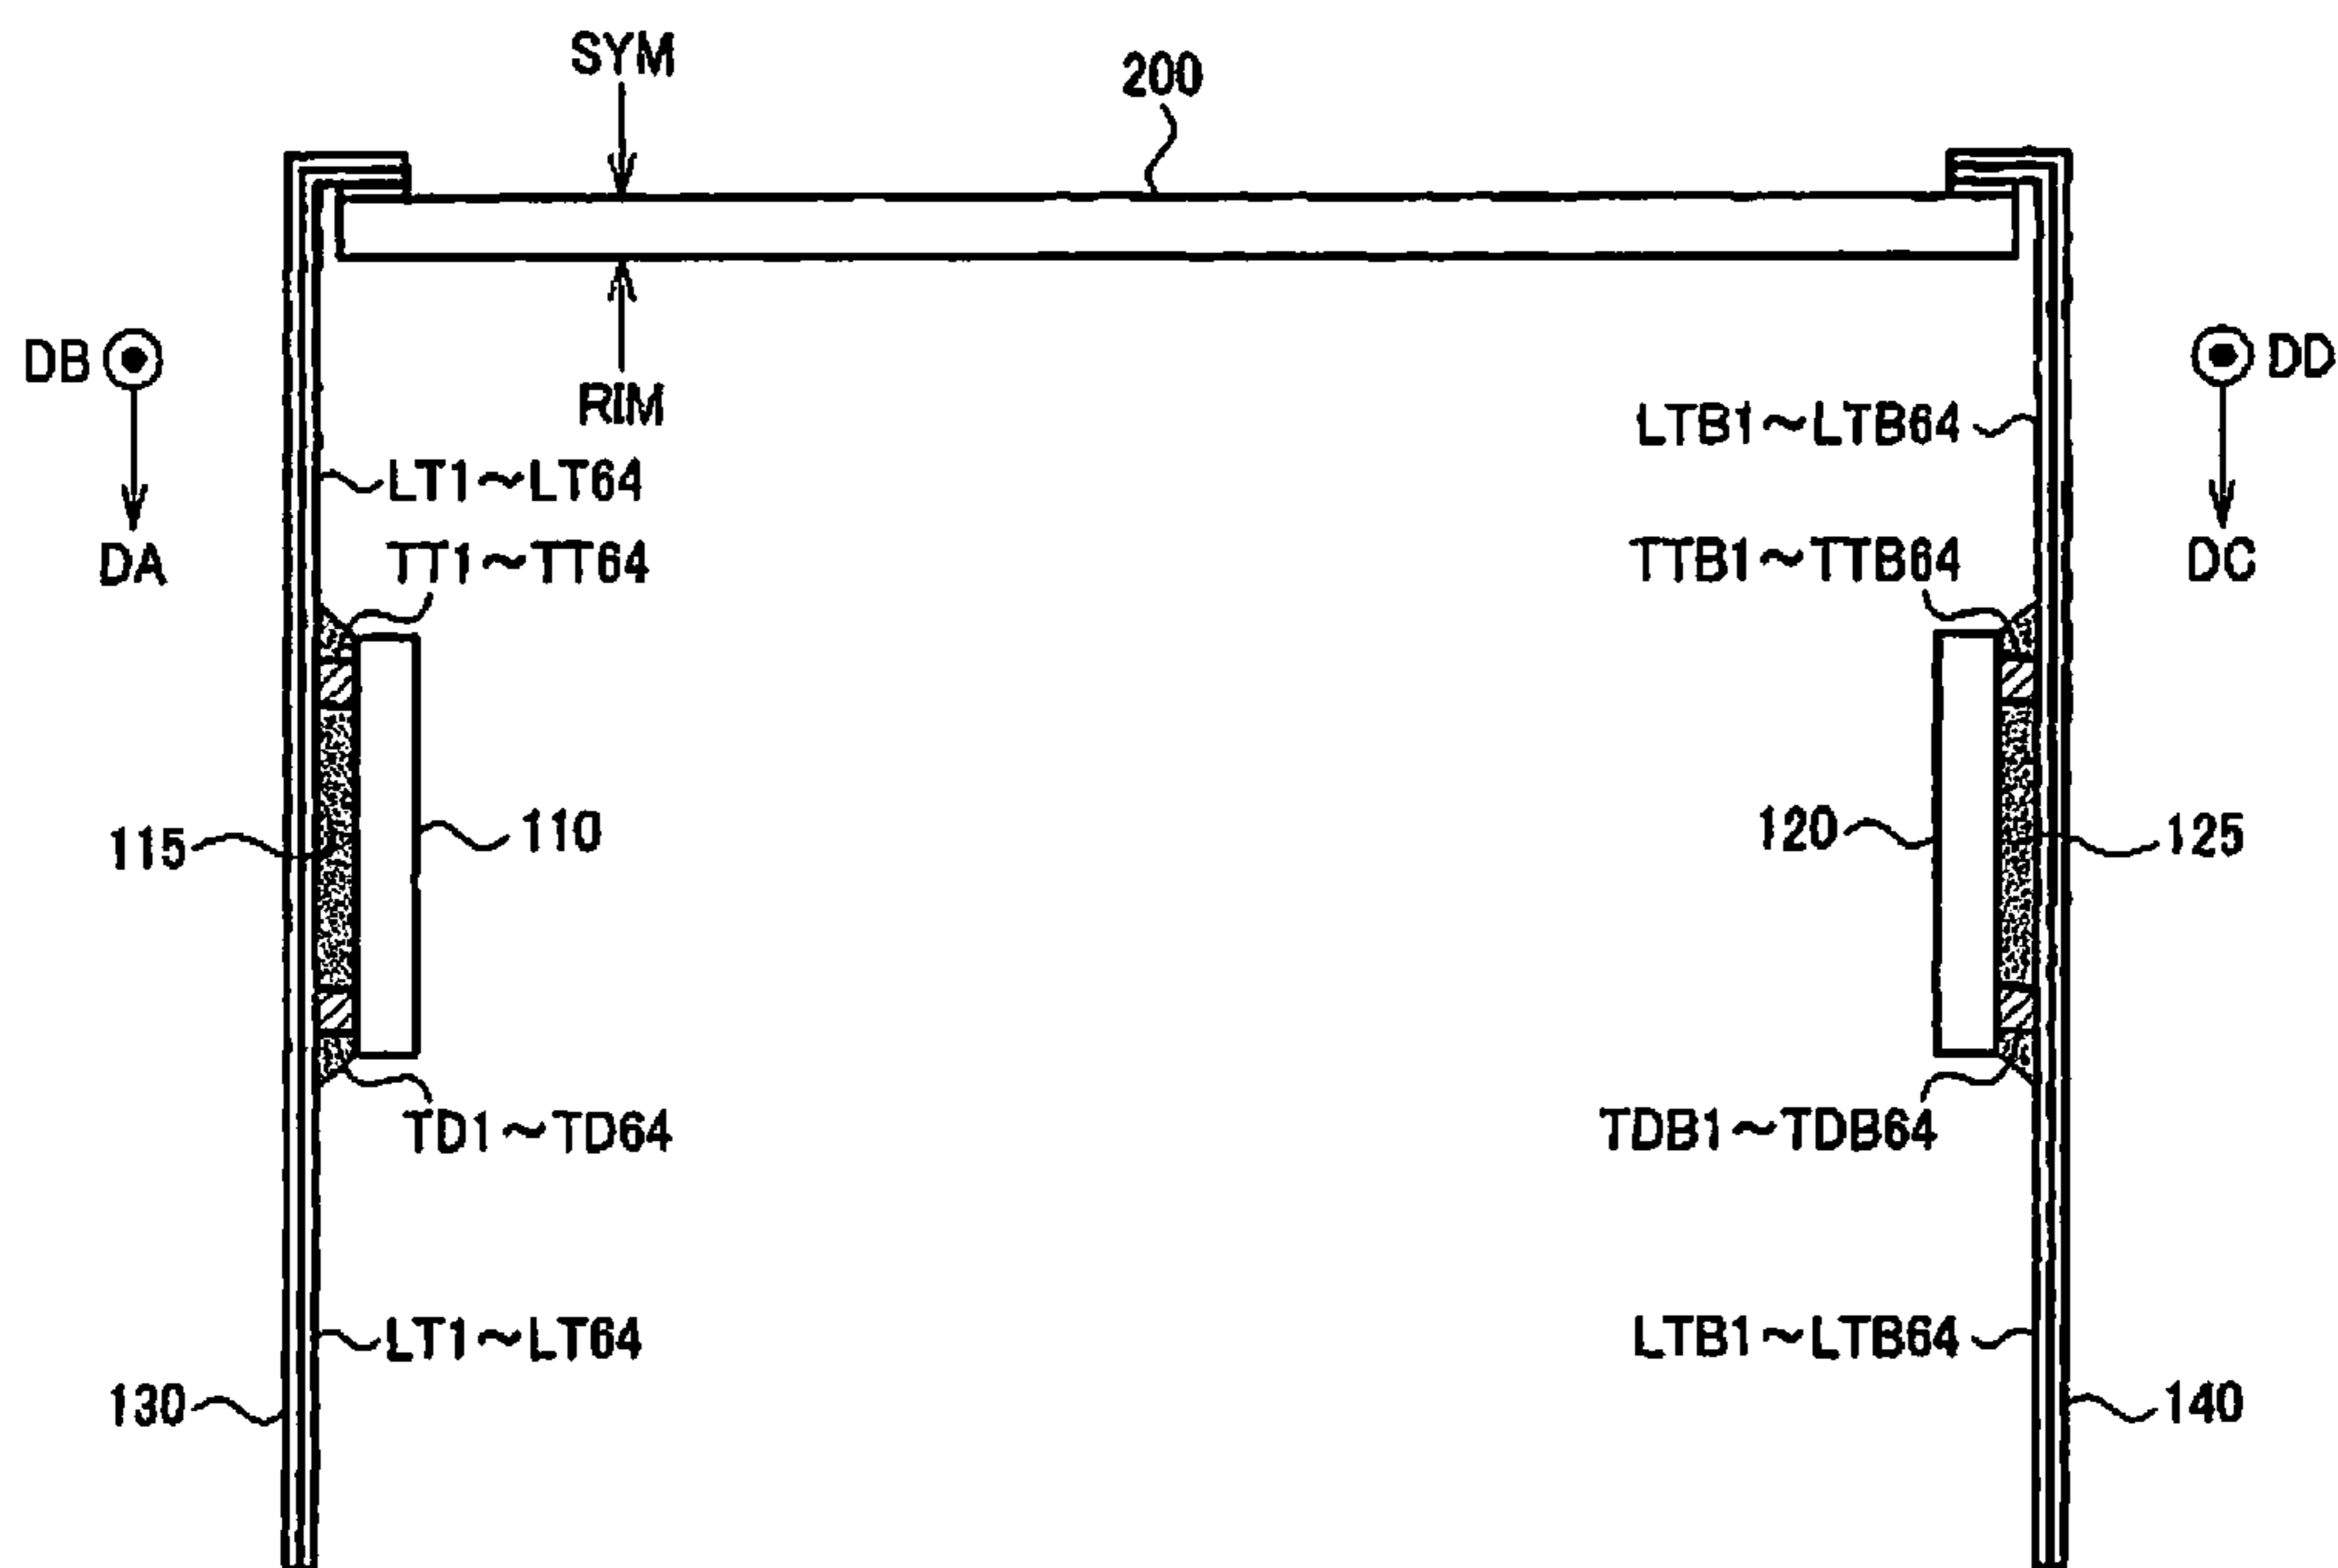 SYM
200
DB
DD
RIM
LTB1~LTB64
LT1~LT64
TT1~TT64
TTB1~TTB64
DA
DC
115
110
120
125
TD1~TD64
TDB1~TDB64
LT1~LT64
LTB1~LTB64
130
140